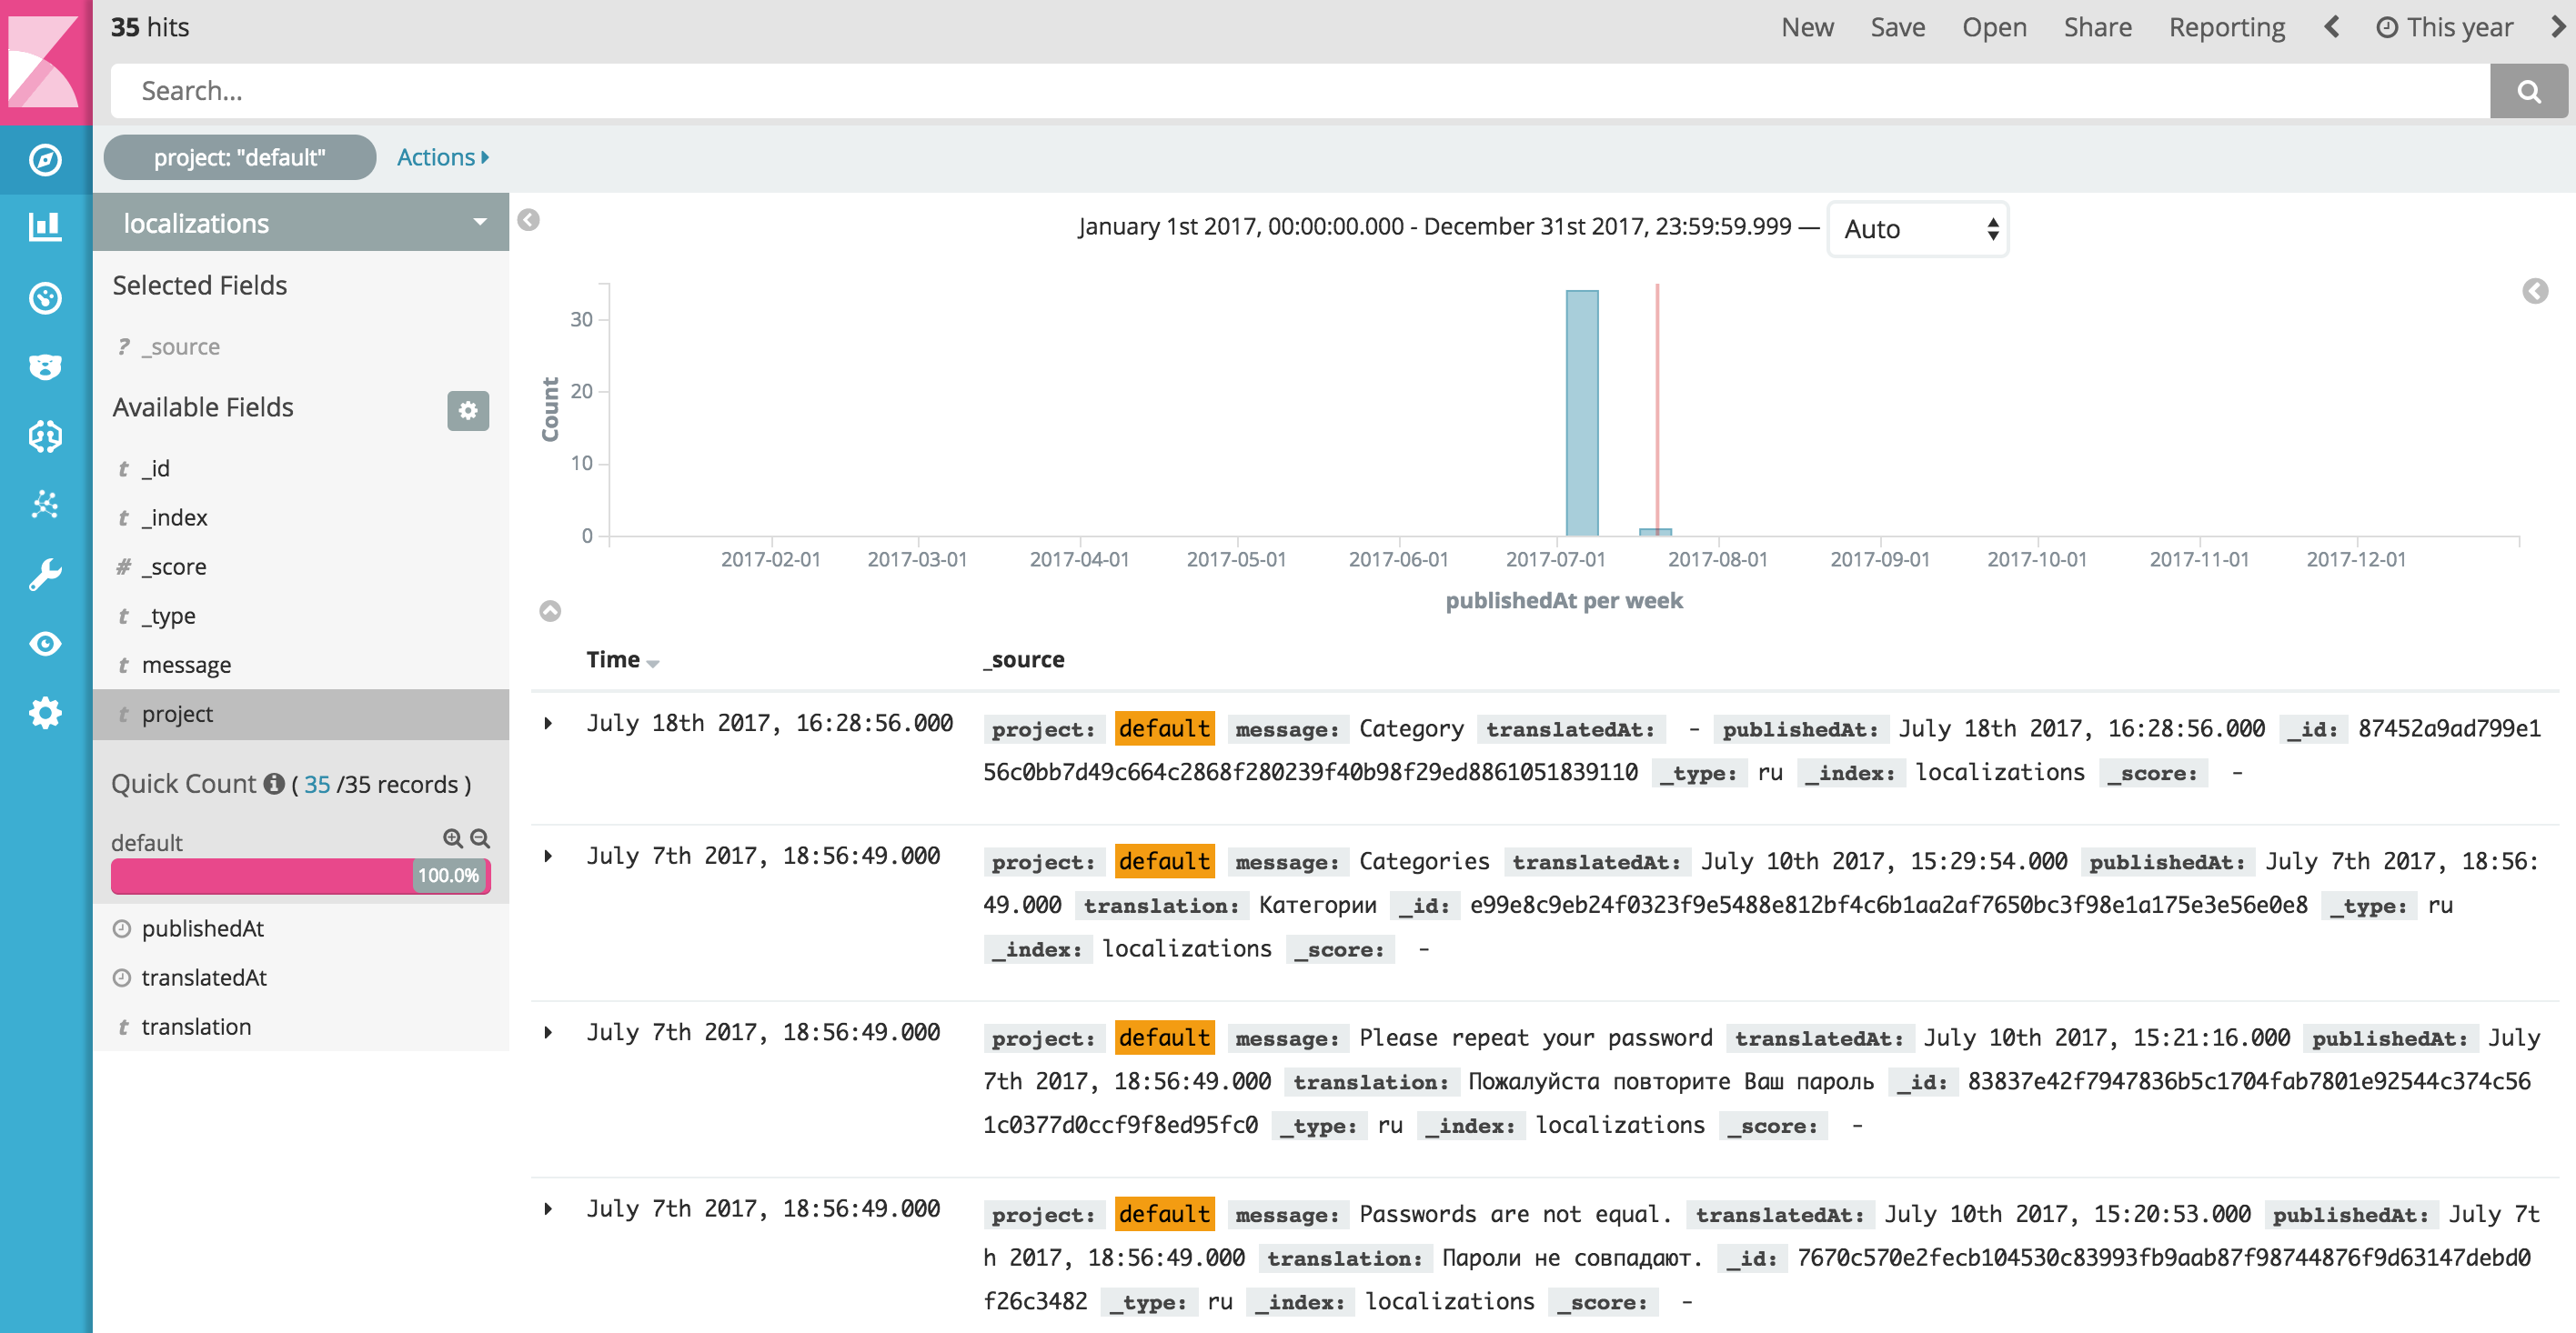 35 hits
New Save Open Share Reporting This year
Search...
project: "default" Actions
localizations
Selected Fields
? _source
Available Fields
t _id
t _index
# _score
t _type
t message
t project
Quick Count ( 35 /35 records )
default
100.0%
publishedAt
translatedAt
t translation
January 1st 2017, 00:00:00.000 - December 31st 2017, 23:59:59.999 — Auto
Count
30
20
10
0
2017-02-01 2017-03-01 2017-04-01 2017-05-01 2017-06-01 2017-07-01 2017-08-01 2017-09-01 2017-10-01 2017-11-01 2017-12-01
publishedAt per week
Time _source
July 18th 2017, 16:28:56.000 project: default message: Category translatedAt: - publishedAt: July 18th 2017, 16:28:56.000 _id: 87452a9ad799e1
56c0bb7d49c664c2868f280239f40b98f29ed8861051839110 _type: ru _index: localizations _score: -
July 7th 2017, 18:56:49.000 project: default message: Categories translatedAt: July 10th 2017, 15:29:54.000 publishedAt: July 7th 2017, 18:56:
49.000 translation: Категории _id: e99e8c9eb24f0323f9e5488e812bf4c6b1aa2af7650bc3f98e1a175e3e56e0e8 _type: ru
_index: localizations _score: -
July 7th 2017, 18:56:49.000 project: default message: Please repeat your password translatedAt: July 10th 2017, 15:21:16.000 publishedAt: July
7th 2017, 18:56:49.000 translation: Пожалуйста повторите Ваш пароль _id: 83837e42f7947836b5c1704fab7801e92544c374c56
1c0377d0ccf9f8ed95fc0 _type: ru _index: localizations _score: -
July 7th 2017, 18:56:49.000 project: default message: Passwords are not equal. translatedAt: July 10th 2017, 15:20:53.000 publishedAt: July 7t
h 2017, 18:56:49.000 translation: Пароли не совпадают. _id: 7670c570e2fecb104530c83993fb9aab87f98744876f9d63147debd0
f26c3482 _type: ru _index: localizations _score: -